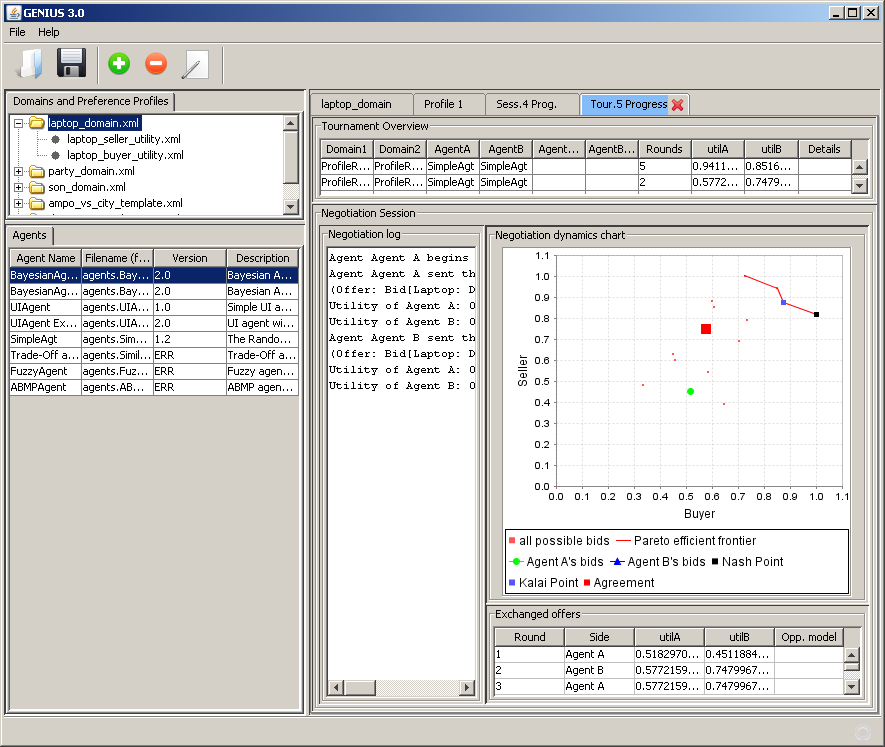 GENIUS 3.0
File Help
Domains and Preference Profiles
laptop_domain.xml
laptop_seller_utility.xml
laptop_buyer_utility.xml
party_domain.xml
son_domain.xml
ampo_vs_city_template.xml
Agents
Agent Name Filename (f... Version Description
BayesianAg... agents.Bay... 2.0 Bayesian A...
BayesianAg... agents.Bay... 2.0 Bayesian A...
UIAgent agents.UIA... 1.0 Simple UI a...
UIAgent Ex... agents.UIA... 2.0 UI agent wi...
SimpleAgt agents.Sim... 1.2 The Rando...
Trade-Off a... agents.Simil... ERR Trade-Off a...
FuzzyAgent agents.Fuz... ERR Fuzzy agen...
ABMPAgent agents.AB... ERR ABMP agen...
laptop_domain Profile 1 Sess.4 Prog. Tour.5 Progress
Tournament Overview
Domain1 Domain2 AgentA AgentB Agent... AgentB... Rounds utilA utilB Details
ProfileR... ProfileR... SimpleAgt SimpleAgt 5 0.9411... 0.8516...
ProfileR... ProfileR... SimpleAgt SimpleAgt 2 0.5772... 0.7479...
Negotiation Session
Negotiation log
Agent Agent A begins
Agent Agent A sent th
(Offer: Bid[Laptop: D
Utility of Agent A: 0
Utility of Agent B: 0
Agent Agent B sent th
(Offer: Bid[Laptop: D
Utility of Agent A: 0
Utility of Agent B: 0
Negotiation dynamics chart
1.1
1.0
0.9
0.8
0.7
0.6
0.5
0.4
0.3
0.2
0.1
0.0
Seller
0.0 0.1 0.2 0.3 0.4 0.5 0.6 0.7 0.8 0.9 1.0 1.1
Buyer
all possible bids Pareto efficient frontier
Agent A's bids Agent B's bids Nash Point
Kalai Point Agreement
Exchanged offers
Round Side utilA utilB Opp. model
1 Agent A 0.5182970... 0.4511884...
2 Agent B 0.5772159... 0.7479967...
3 Agent A 0.5772159... 0.7479967...